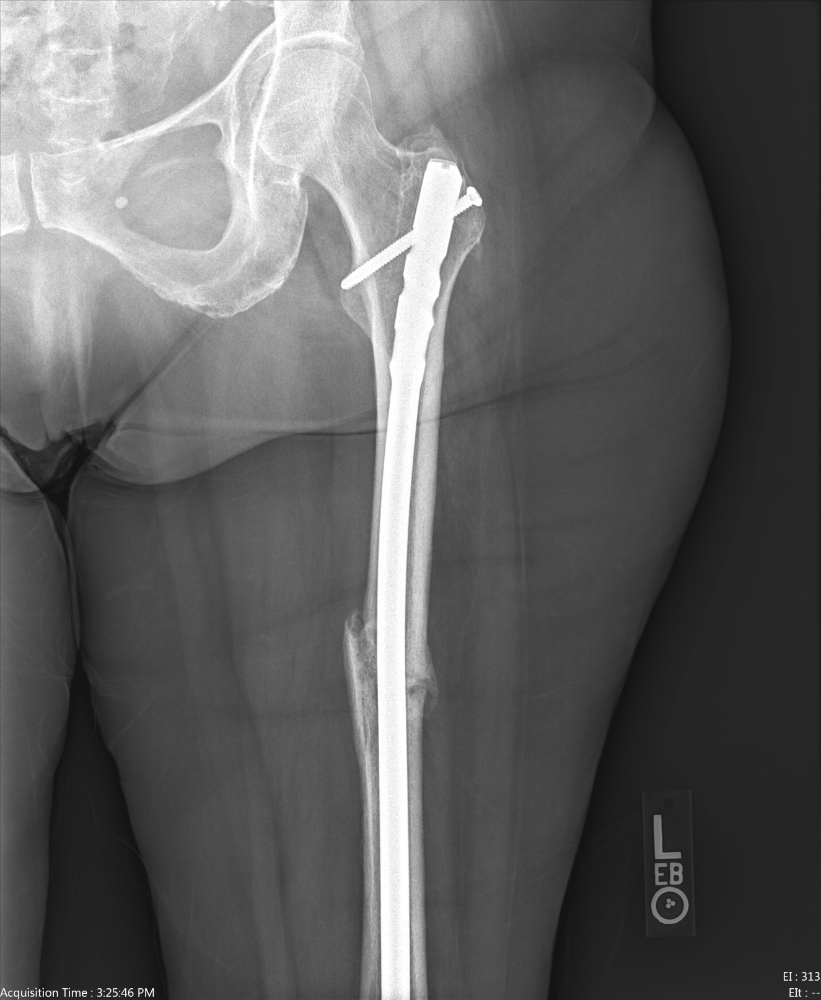 L
EB
EI : 313
Acquisition Time : 3:25:46 PM
EIt : --